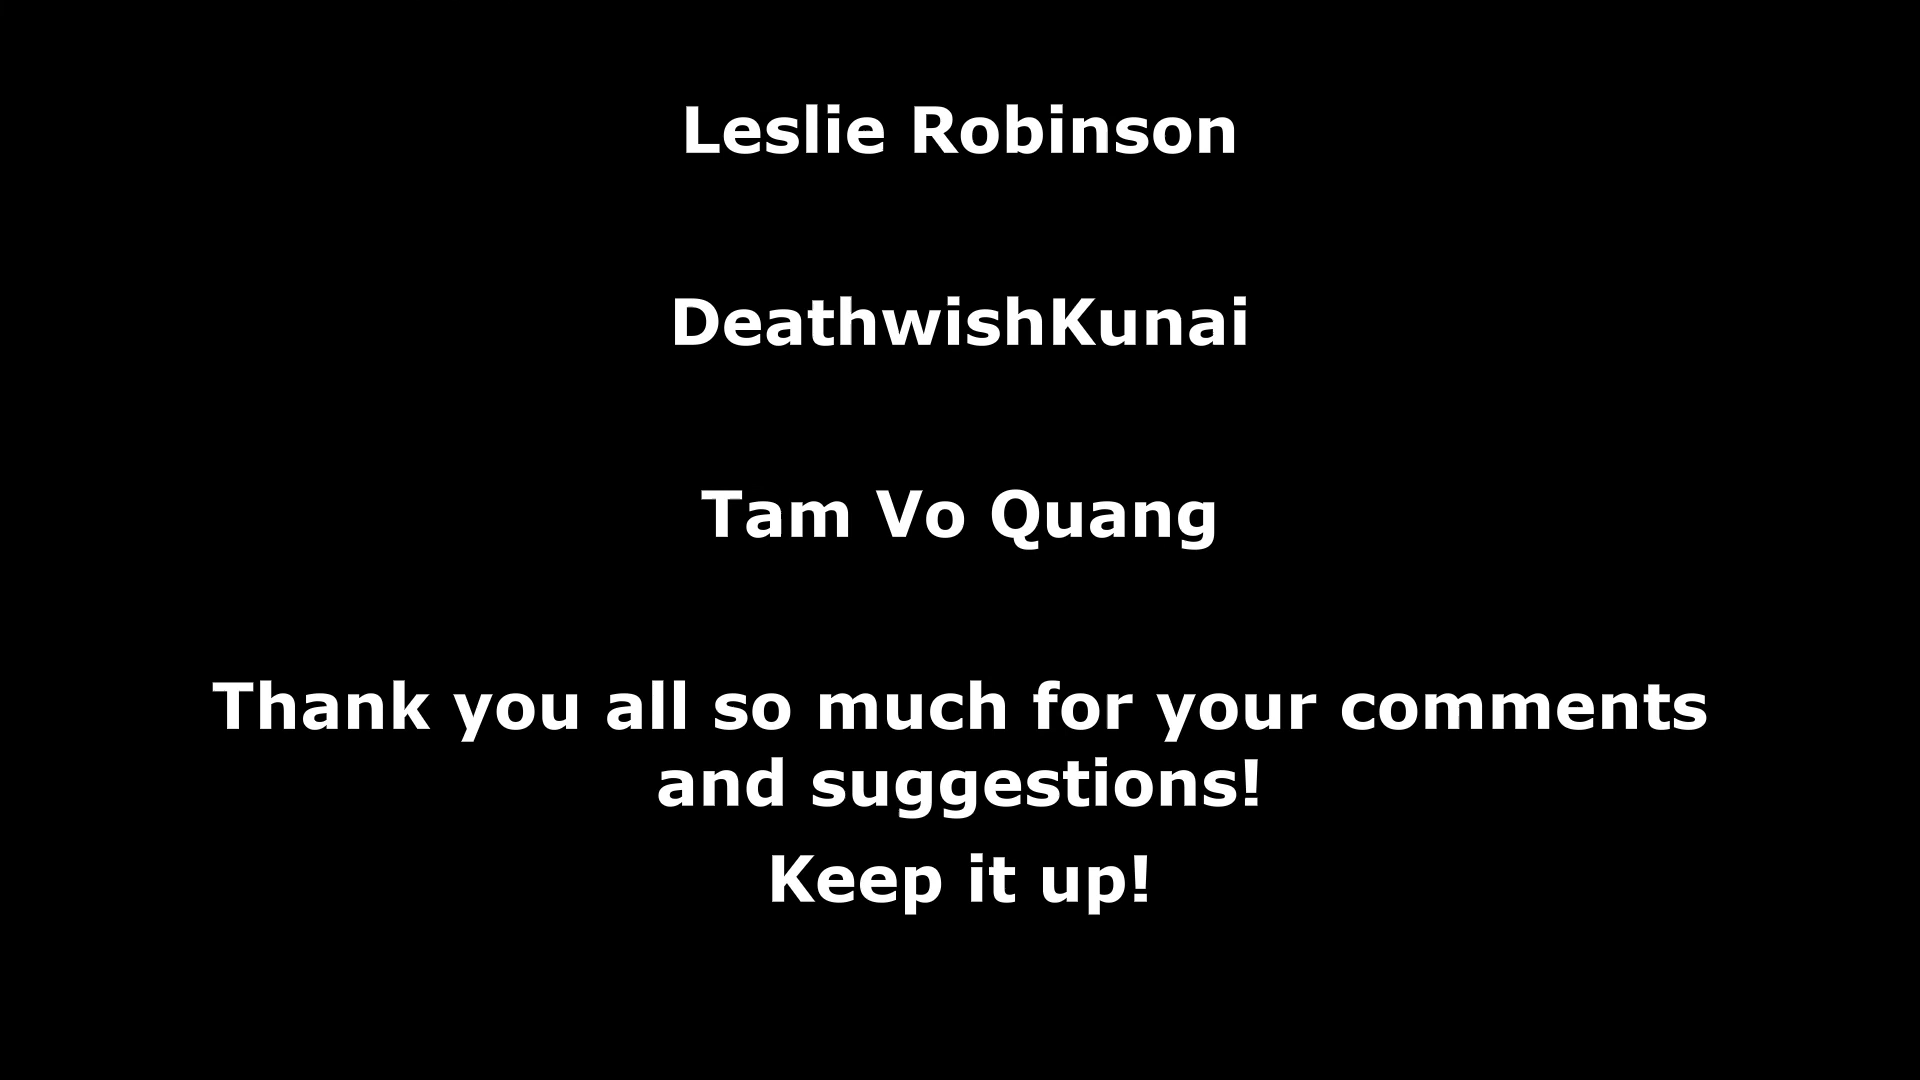 Leslie Robinson
DeathwishKunai
Tam Vo Quang
Thank you all so much for your comments
and suggestions!
Keep it up!